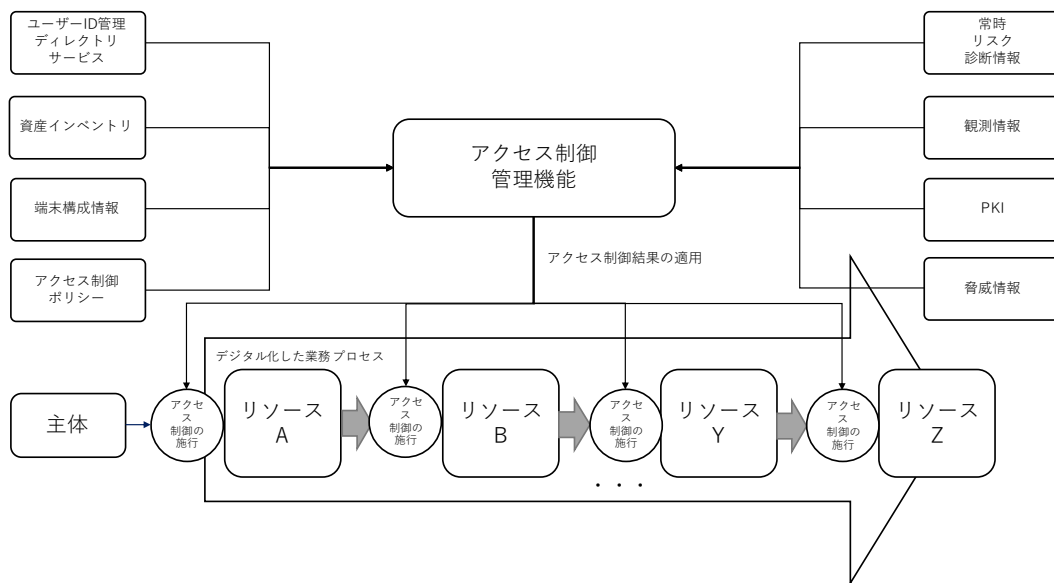 ユーザーID管理
ディレクトリ
サービス
資産インベントリ
端末構成情報
アクセス制御
ポリシー
アクセス制御
管理機能
常時
リスク
診断情報
観測情報
PKI
脅威情報
アクセス制御結果の適用
デジタル化した業務プロセス
主体
アクセ
ス
制御の
施行
リソース
A
アクセ
ス
制御の
施行
リソース
B
アクセ
ス
制御の
施行
リソース
Y
アクセ
ス
制御の
施行
リソース
Z
・・・